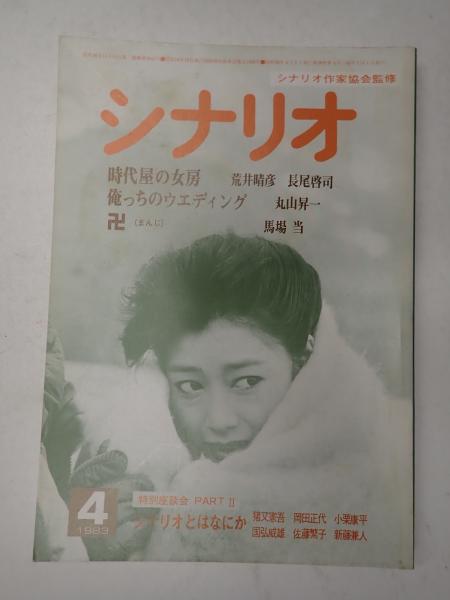 シナリオ作家協会監修
シナリオ
時代屋の女房 荒井晴彦 長尾啓司
俺っちのウエディング 丸山昇一
卍 (まんじ) 馬場 当
特別座談会 PART II
シナリオとはなにか
猪又憲吾 岡田正代 小栗康平
国弘威雄 佐藤繁子 新藤兼人
4
1983